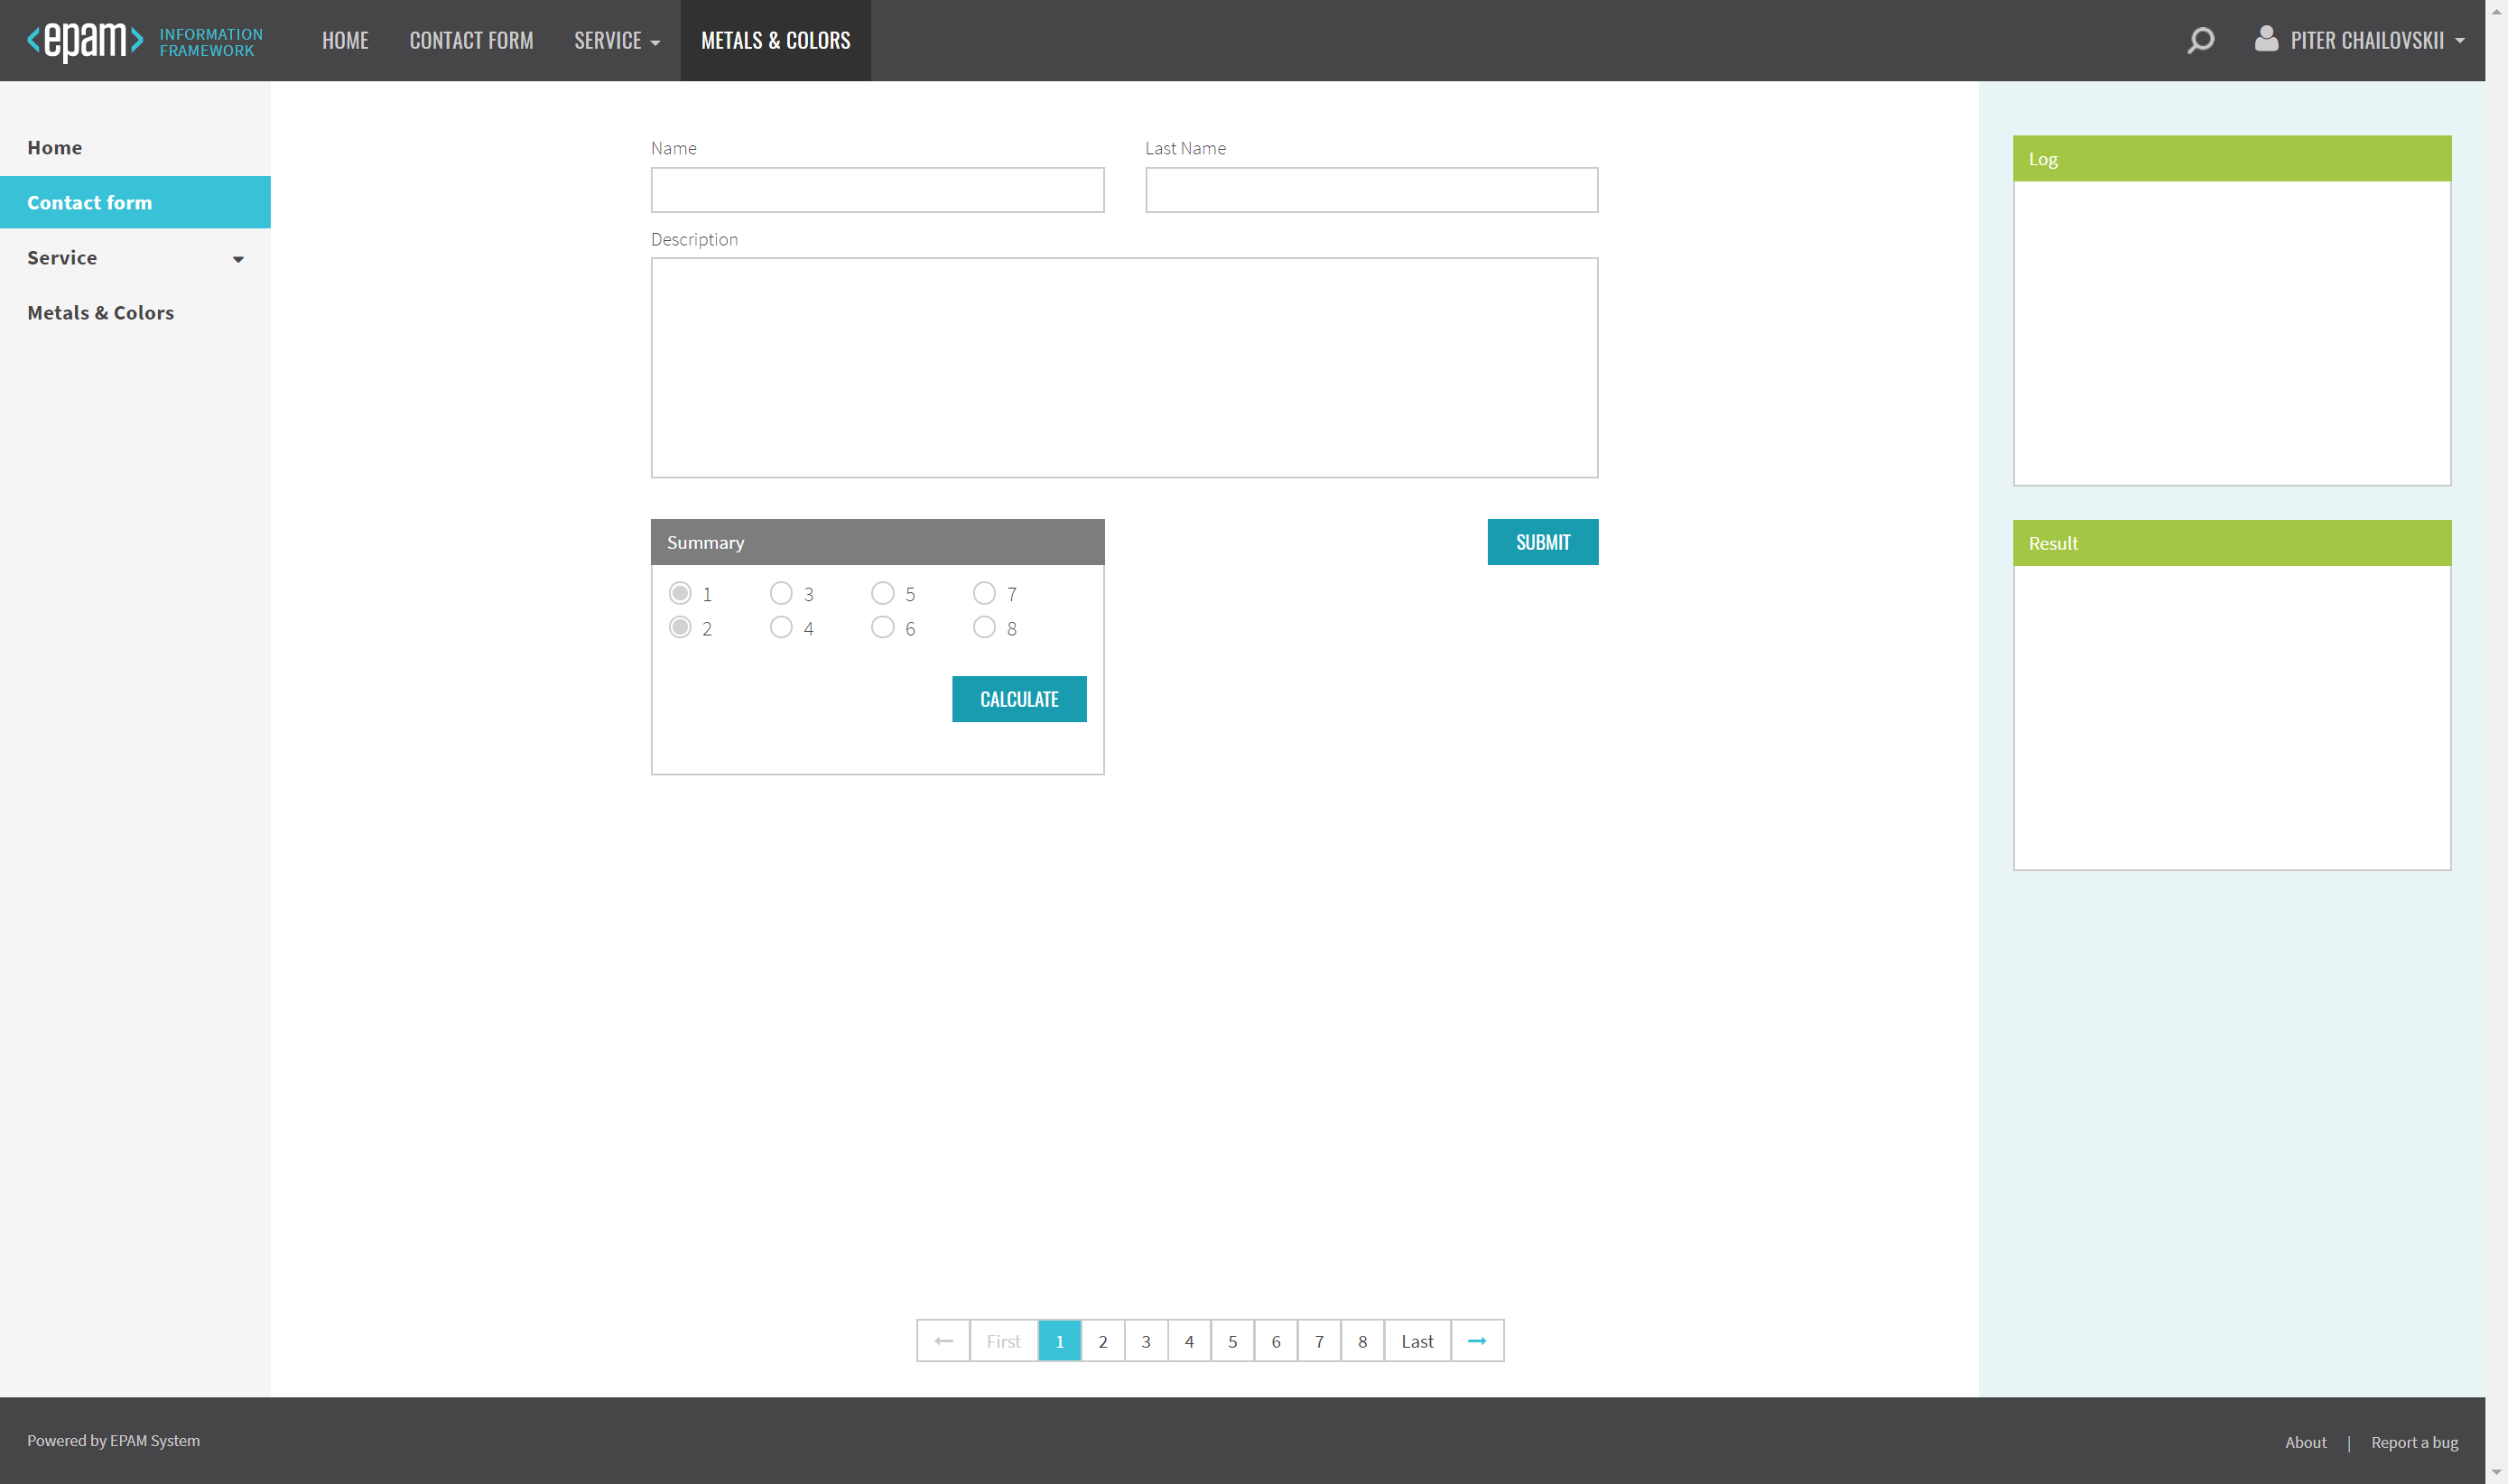 <epam> INFORMATION
FRAMEWORK
HOME CONTACT FORM SERVICE METALS & COLORS PITER CHAILOVSKII
Home
Contact form
Service
Metals & Colors
Name Last Name
Description
Summary
1 3 5 7
2 4 6 8
CALCULATE
SUBMIT
Log
Result
First 1 2 3 4 5 6 7 8 Last
Powered by EPAM System
About | Report a bug